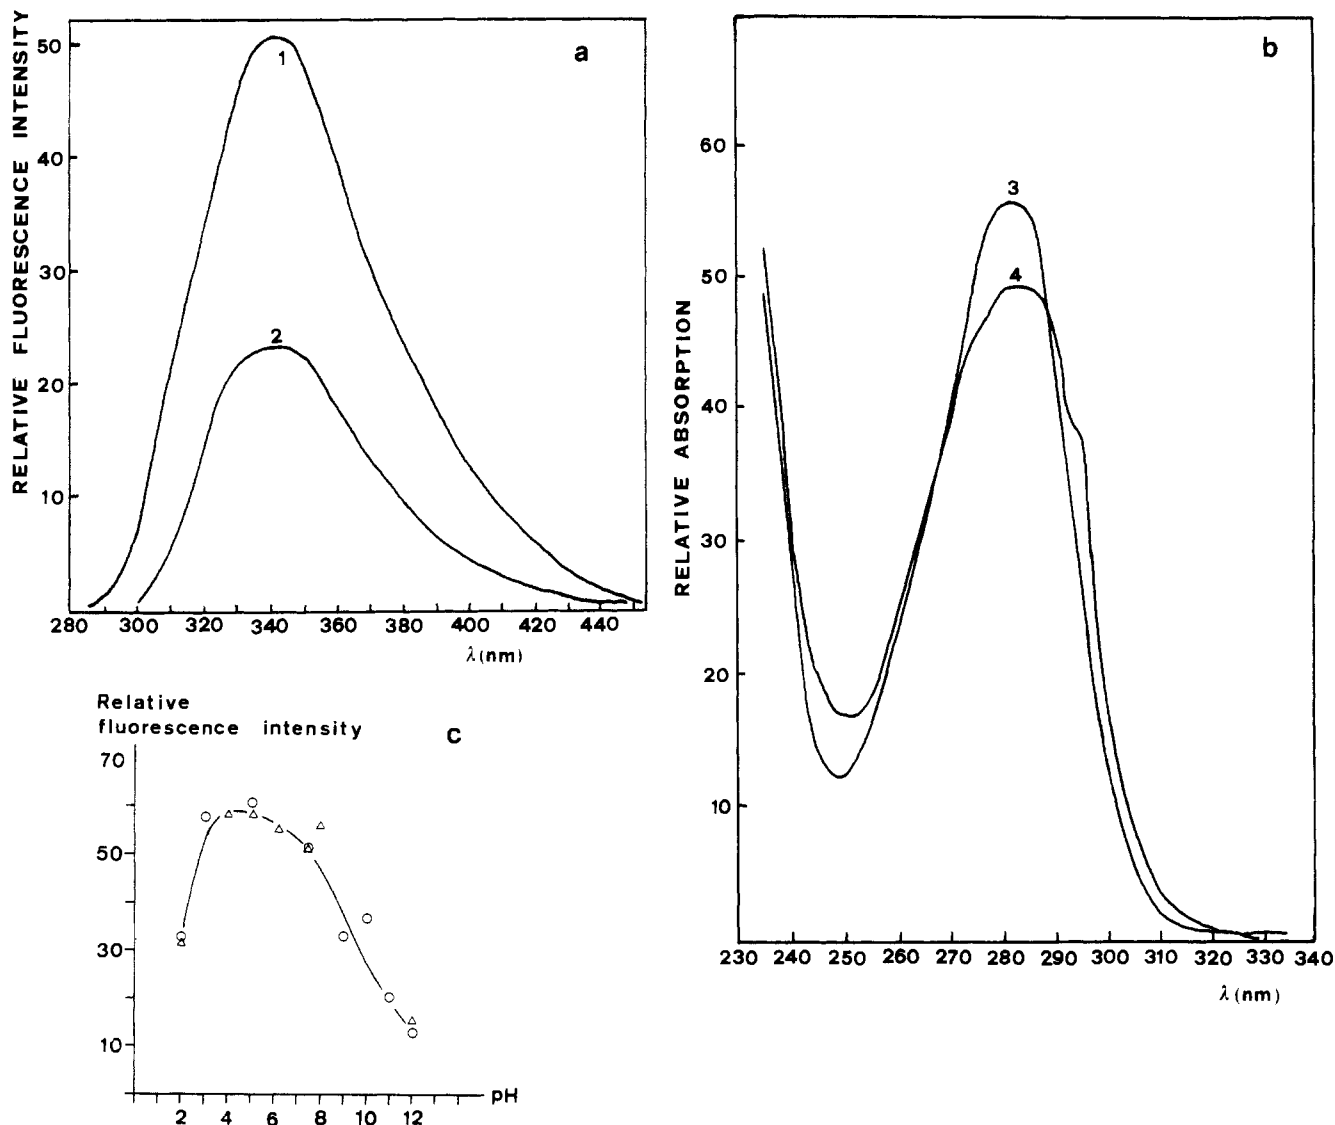 RELATIVE FLUORESCENCE INTENSITY
a
50
40
30
20
10
1
2
280 300 320 340 360 380 400 420 440
λ(nm)
b
RELATIVE ABSORPTION
60
50
40
30
20
10
3
4
230 240 250 260 270 280 290 300 310 320 330 340
λ(nm)
Relative
fluorescence intensity
c
70
50
30
10
2 4 6 8 10 12
pH